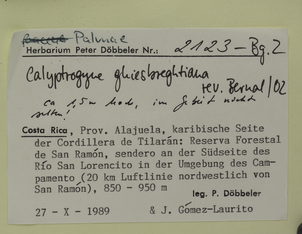 Palmae
Herbarium Peter Döbbeler Nr.: 2123 - Bg. 2
Calyptrogyne ghiesbreghtiana
rev. Bernal/02
ca 1,5 m hoch, im Gebiet nicht
selten!
Costa Rica, Prov. Alajuela, karibische Seite
der Cordillera de Tilarán: Reserva Forestal
de San Ramón, sendero an der Südseite des
Río San Lorencito in der Umgebung des Cam-
pamento (20 km Luftlinie nordwestlich von
San Ramón), 850 - 950 m
leg. P. Döbbeler
27 - X - 1989 & J. Gómez-Laurito